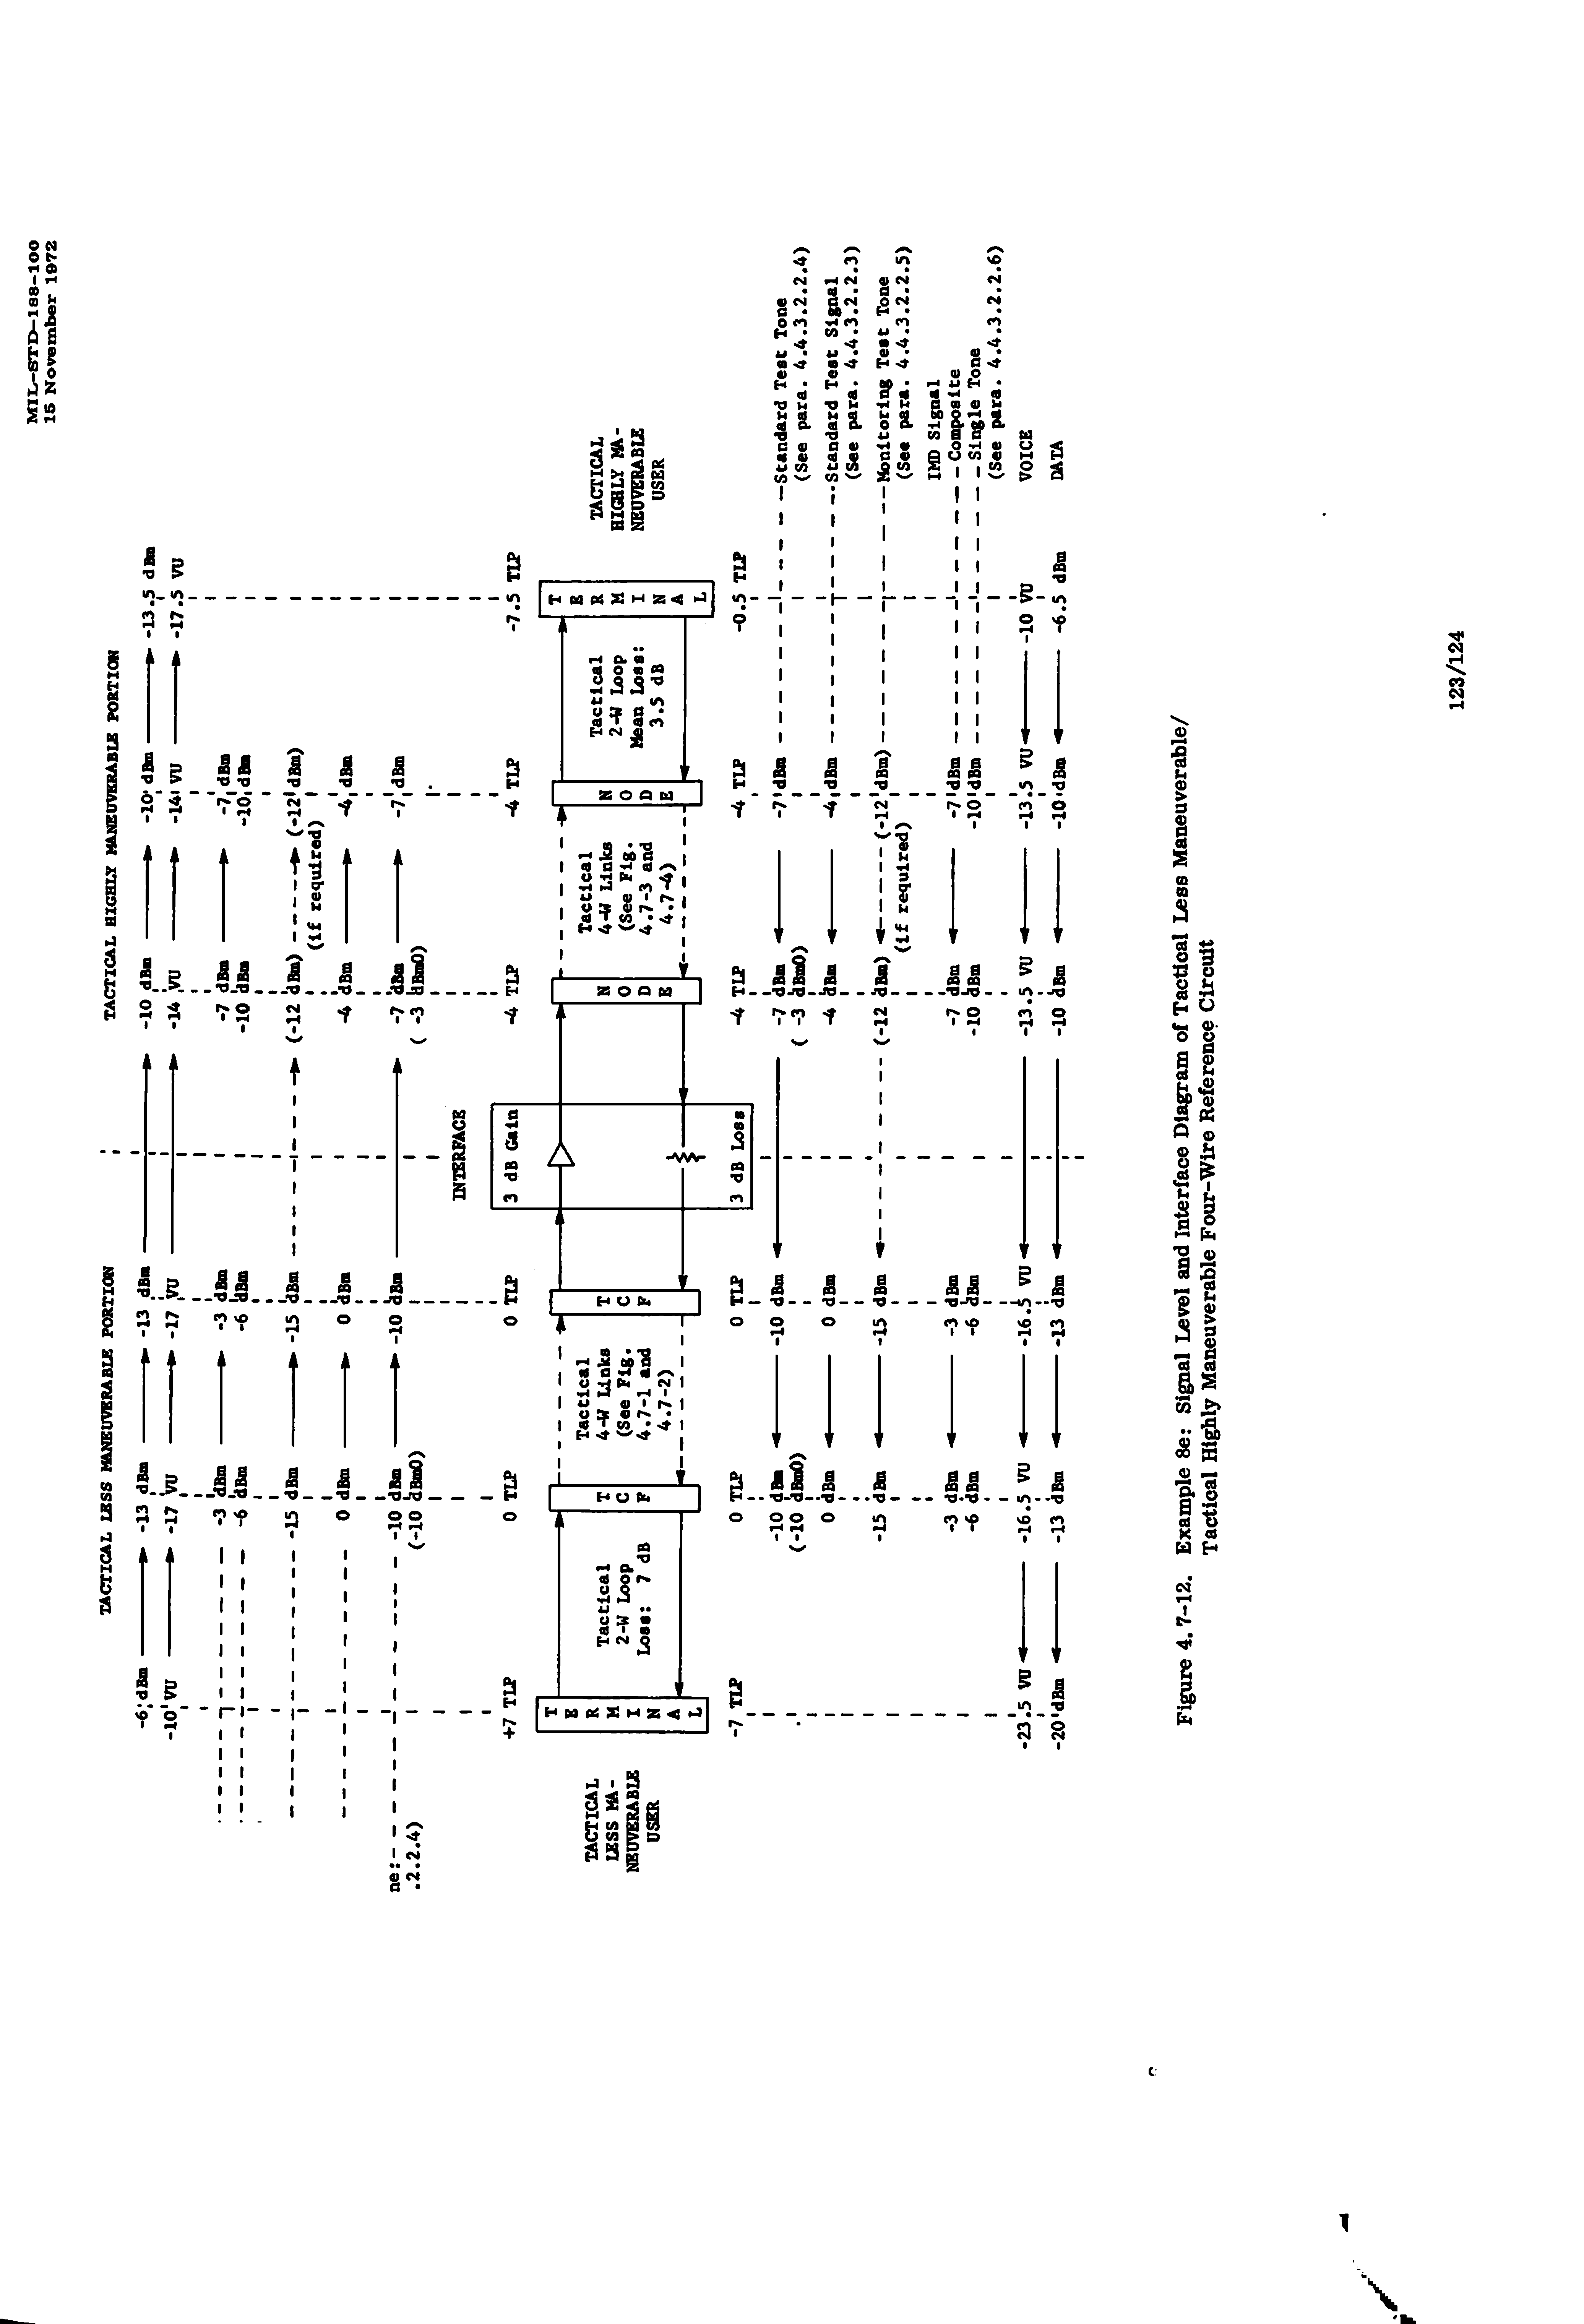 MIL-STD-188-100
15 November 1972
TACTICAL LESS MANEUVERABLE PORTION
TACTICAL HIGHLY MANEUVERABLE PORTION
-6 dBm -13 dBm -13 dBm -10 dBm -10 dBm -13.5 dBm
-10 VU -17 VU -17 VU -14 VU -14 VU -17.5 VU
-3 dBm -3 dBm -7 dBm -7 dBm
-6 dBm -6 dBm -10 dBm -10 dBm
-15 dBm -15 dBm (-12 dBm) (-12 dBm)
(if required)
0 dBm 0 dBm -4 dBm -4 dBm
ne: -10 dBm -10 dBm -7 dBm -7 dBm
.2.2.4) (-10 dBm0) ( -3 dBm0)
INTERFACE
+7 TLP 0 TLP 0 TLP -4 TLP -4 TLP -7.5 TLP
3 dB Gain
TACTICAL
LESS MA-
NEUVERABLE
USER
TERMINAL
Tactical
2-W Loop
Loss: 7 dB
TCF
Tactical
4-W Links
(See Fig.
4.7-1 and
4.7-2)
TCF
NODE
Tactical
4-W Links
(See Fig.
4.7-3 and
4.7-4)
NODE
Tactical
2-W Loop
Mean Loss:
3.5 dB
TERMINAL
TACTICAL
HIGHLY MA-
NEUVERABLE
USER
3 dB Loss
-7 TLP 0 TLP 0 TLP -4 TLP -4 TLP -0.5 TLP
-10 dBm -10 dBm -7 dBm -7 dBm Standard Test Tone
(-10 dBm0) ( -3 dBm0) (See para. 4.4.3.2.2.4)
0 dBm 0 dBm -4 dBm -4 dBm Standard Test Signal
(See para. 4.4.3.2.2.3)
-15 dBm -15 dBm (-12 dBm) (-12 dBm) Monitoring Test Tone
(if required) (See para. 4.4.3.2.2.5)
IMD Signal
-3 dBm -3 dBm -7 dBm -7 dBm Composite
-6 dBm -6 dBm -10 dBm -10 dBm Single Tone
(See para. 4.4.3.2.2.6)
-23.5 VU -16.5 VU -16.5 VU -13.5 VU -13.5 VU -10 VU VOICE
-20 dBm -13 dBm -13 dBm -10 dBm -10 dBm -6.5 dBm DATA
Figure 4.7-12. Example 8e: Signal Level and Interface Diagram of Tactical Less Maneuverable/
Tactical Highly Maneuverable Four-Wire Reference Circuit
123/124